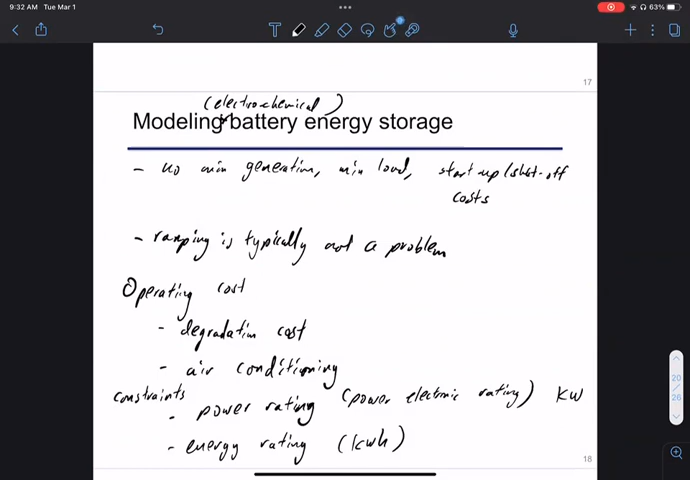 9:32 AM Tue Mar 1
63%
17
(electrochemical)
Modeling battery energy storage
- no min generation, min load, start up/shut-off
costs
- ramping is typically not a problem
Operating cost
- degradation cost
- air conditioning
constraints
- power rating (power electronic rating) kW
- energy rating (kwh)
18
20
/
26